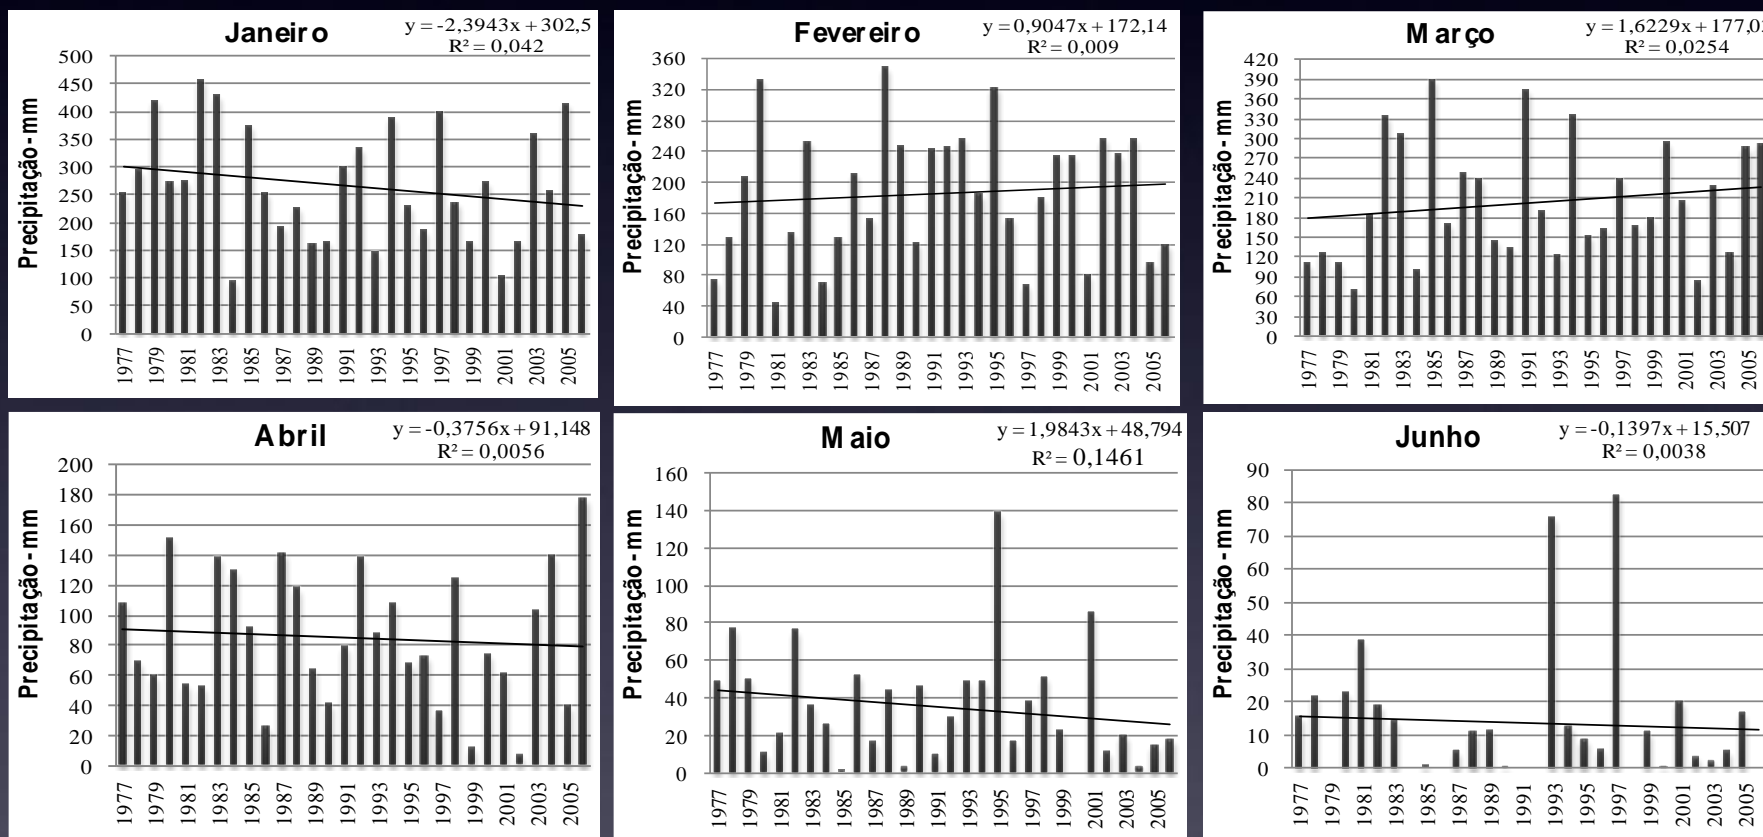 Janeiro
y = -2,3943x + 302,5
R² = 0,042
Precipitação - mm
500
450
400
350
300
250
200
150
100
50
0
1977 1979 1981 1983 1985 1987 1989 1991 1993 1995 1997 1999 2001 2003 2005
Fevereiro
y = 0,9047x + 172,14
R² = 0,009
Precipitação - mm
360
320
280
240
200
160
120
80
40
0
1977 1979 1981 1983 1985 1987 1989 1991 1993 1995 1997 1999 2001 2003 2005
Março
y = 1,6229x + 177,0
R² = 0,0254
Precipitação - mm
420
390
360
330
300
270
240
210
180
150
120
90
60
30
0
1977 1979 1981 1983 1985 1987 1989 1991 1993 1995 1997 1999 2001 2003 2005
Abril
y = -0,3756x + 91,148
R² = 0,0056
Precipitação - mm
200
180
160
140
120
100
80
60
40
20
0
1977 1979 1981 1983 1985 1987 1989 1991 1993 1995 1997 1999 2001 2003 2005
Maio
y = 1,9843x + 48,794
R² = 0,1461
Precipitação - mm
160
140
120
100
80
60
40
20
0
1977 1979 1981 1983 1985 1987 1989 1991 1993 1995 1997 1999 2001 2003 2005
Junho
y = -0,1397x + 15,507
R² = 0,0038
Precipitação - mm
90
80
70
60
50
40
30
20
10
0
1977 1979 1981 1983 1985 1987 1989 1991 1993 1995 1997 1999 2001 2003 2005